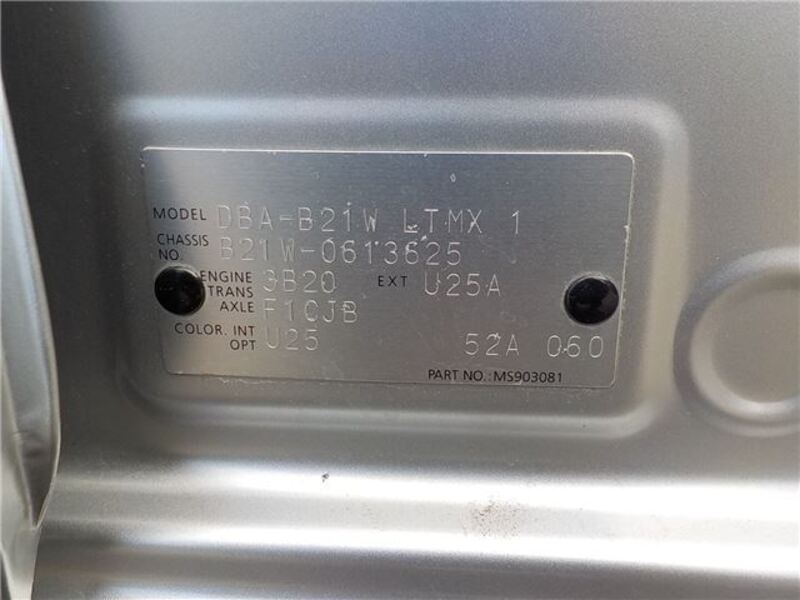 MODEL DBA-B21W LTMX 1
CHASSIS NO. B21W-0613625
ENGINE 3B20 EXT U25A
TRANS AXLE F1CJB
COLOR. INT U25 52A 060
OPT
PART NO.: MS903081